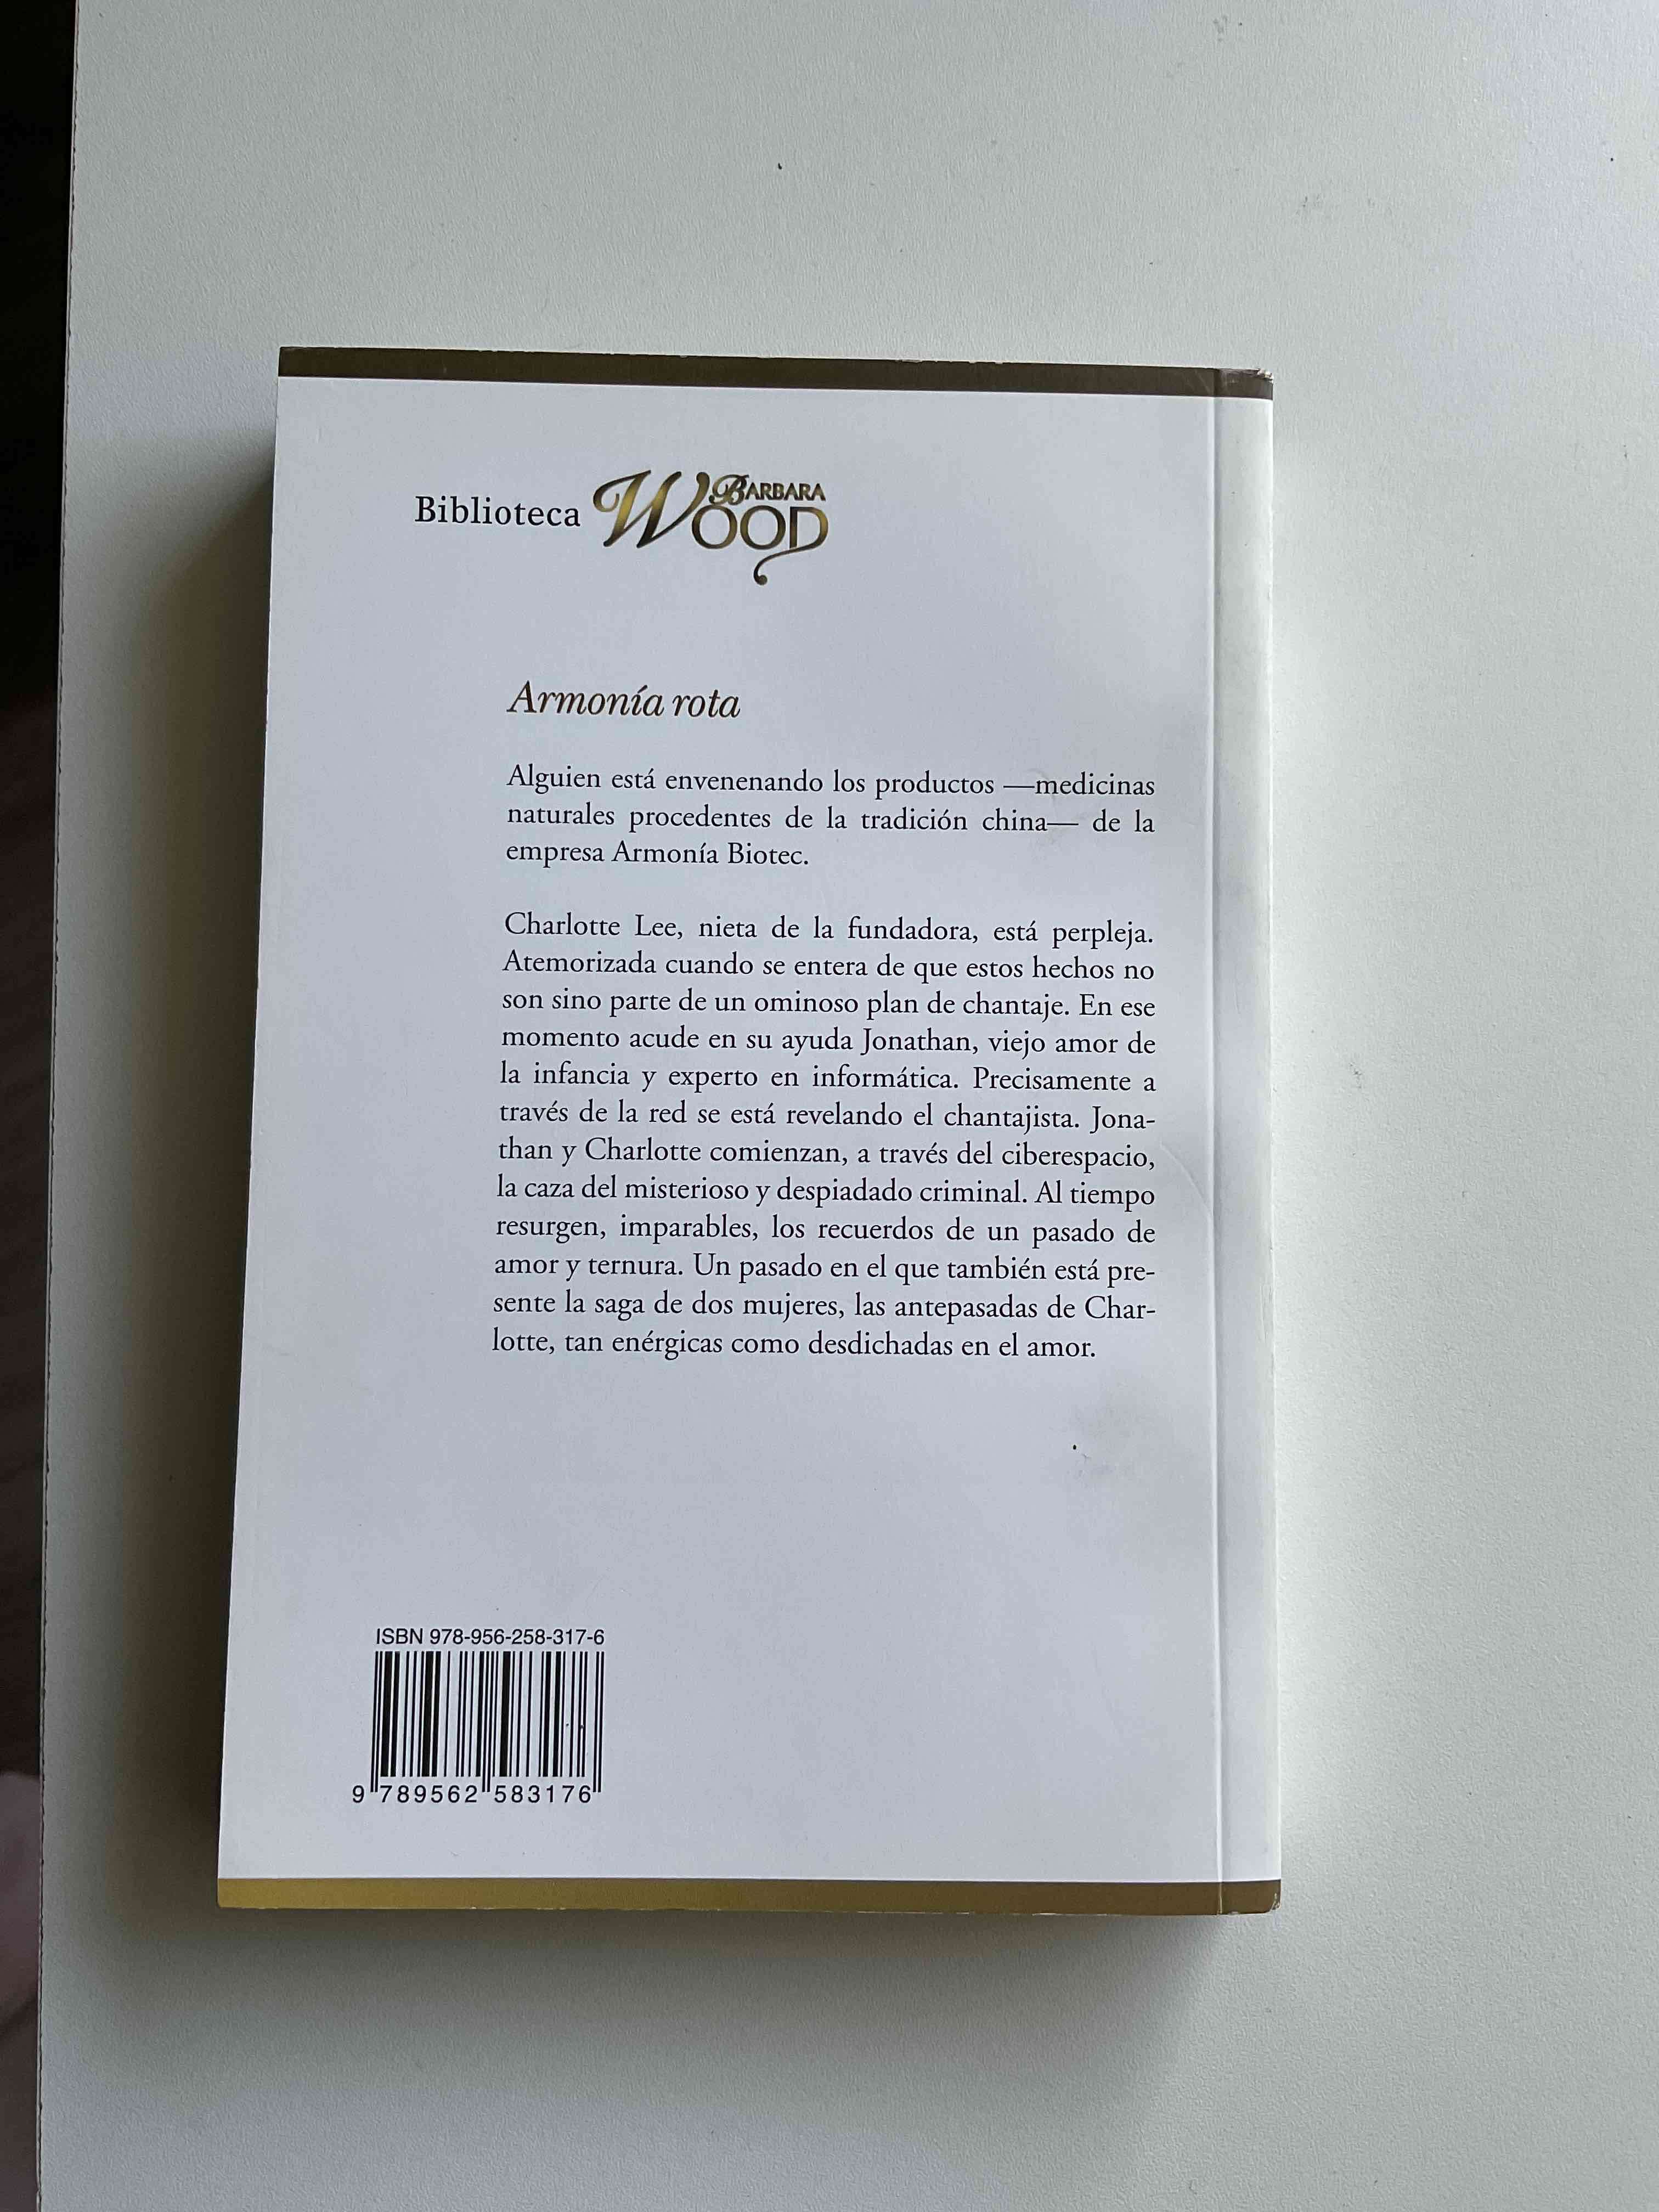 Biblioteca BARBARA WOOD
Armonía rota
Alguien está envenenando los productos —medicinas
naturales procedentes de la tradición china— de la
empresa Armonía Biotec.
Charlotte Lee, nieta de la fundadora, está perpleja.
Atemorizada cuando se entera de que estos hechos no
son sino parte de un ominoso plan de chantaje. En ese
momento acude en su ayuda Jonathan, viejo amor de
la infancia y experto en informática. Precisamente a
través de la red se está revelando el chantajista. Jona-
than y Charlotte comienzan, a través del ciberespacio,
la caza del misterioso y despiadado criminal. Al tiempo
resurgen, imparables, los recuerdos de un pasado de
amor y ternura. Un pasado en el que también está pre-
sente la saga de dos mujeres, las antepasadas de Char-
lotte, tan enérgicas como desdichadas en el amor.
ISBN 978-956-258-317-6
9 789562 583176